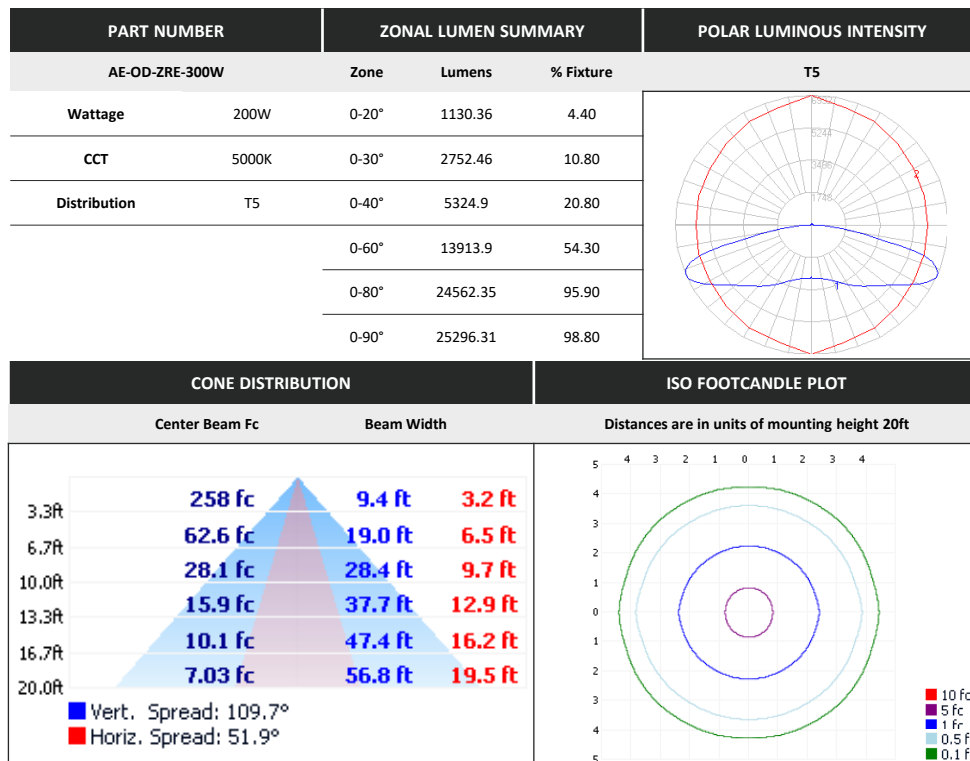 PART NUMBER
ZONAL LUMEN SUMMARY
POLAR LUMINOUS INTENSITY
AE-OD-ZRE-300W
Zone Lumens % Fixture
T5
Wattage 200W
0-20° 1130.36 4.40
CCT 5000K
0-30° 2752.46 10.80
Distribution T5
0-40° 5324.9 20.80
0-60° 13913.9 54.30
0-80° 24562.35 95.90
0-90° 25296.31 98.80
5244
3486
1740
2
1
CONE DISTRIBUTION
ISO FOOTCANDLE PLOT
Center Beam Fc Beam Width
Distances are in units of mounting height 20ft
3.3ft 258 fc 9.4 ft 3.2 ft
6.7ft 62.6 fc 19.0 ft 6.5 ft
10.0ft 28.1 fc 28.4 ft 9.7 ft
13.3ft 15.9 fc 37.7 ft 12.9 ft
16.7ft 10.1 fc 47.4 ft 16.2 ft
20.0ft 7.03 fc 56.8 ft 19.5 ft
Vert. Spread: 109.7°
Horiz. Spread: 51.9°
4 3 2 1 0 1 2 3 4
5
4
3
2
1
0
1
2
3
4
5
10 fc
5 fc
1 fc
0.5 f
0.1 f